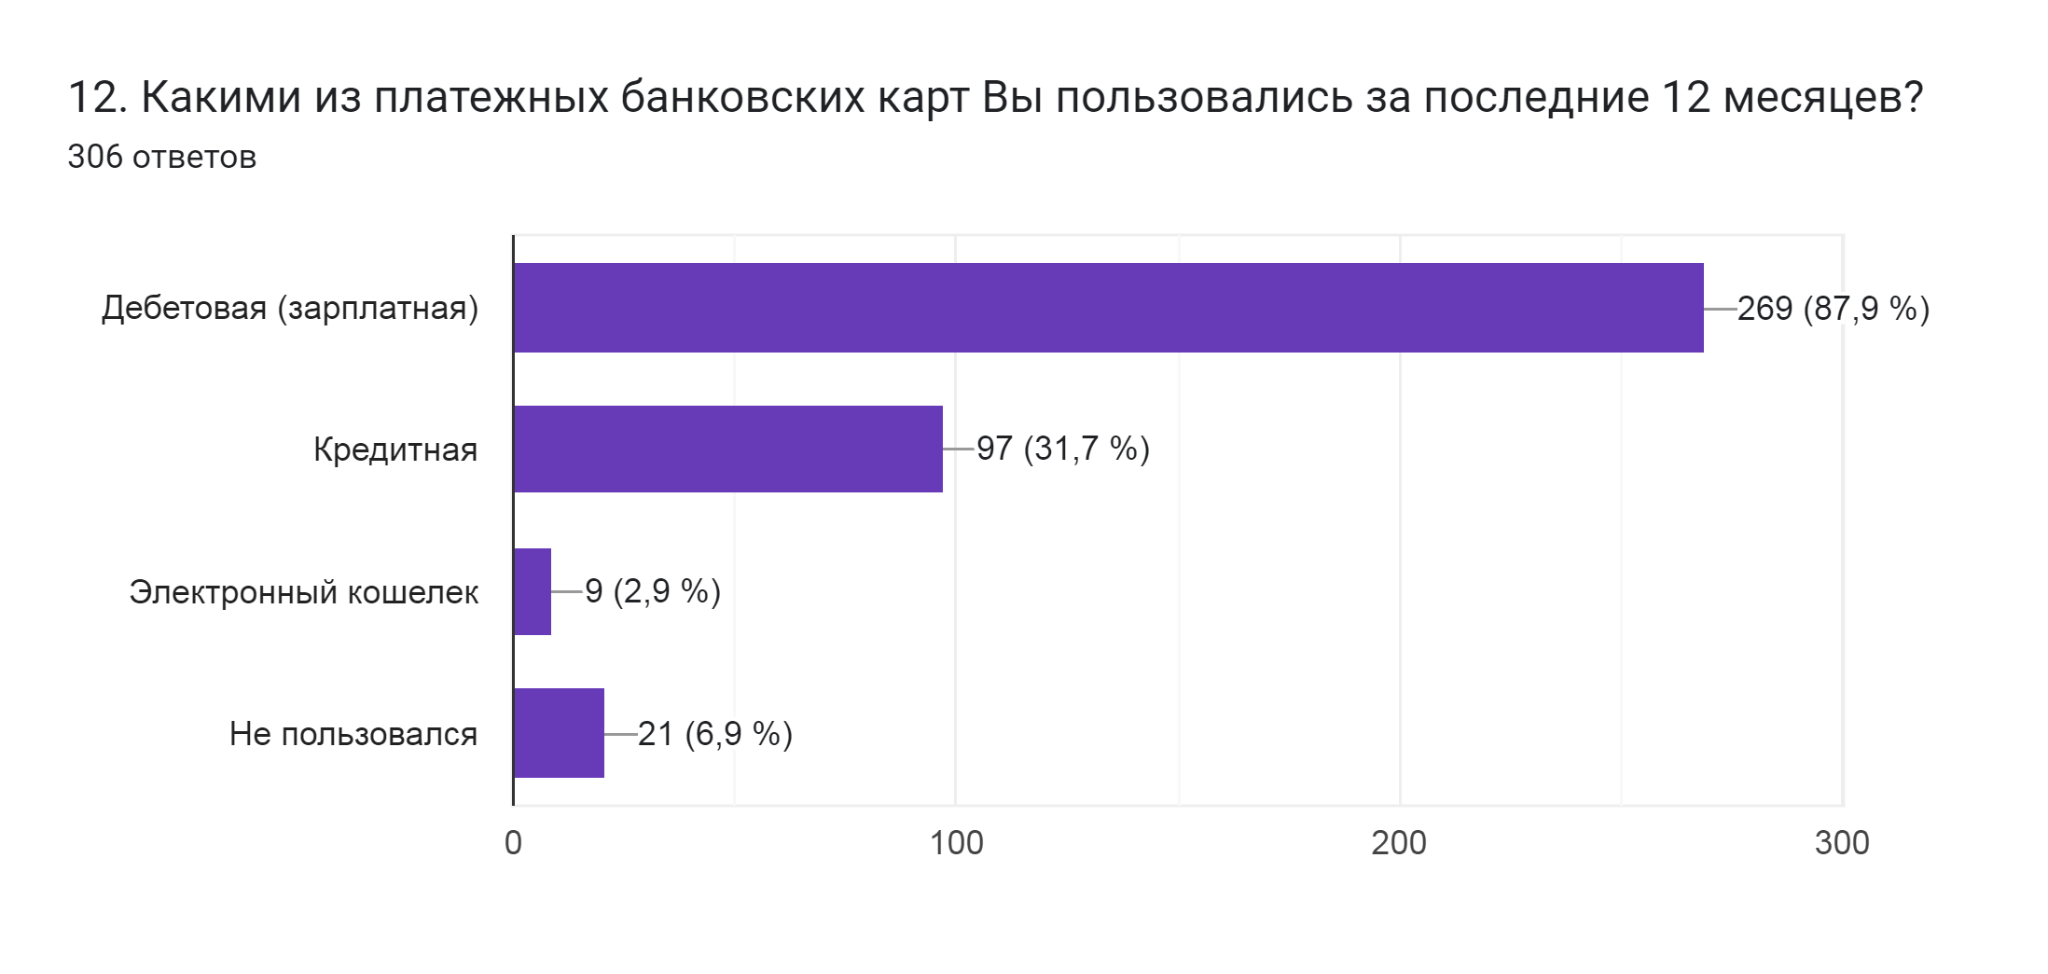 12. Какими из платежных банковских карт Вы пользовались за последние 12 месяцев?
306 ответов
Дебетовая (зарплатная)
269 (87,9 %)
Кредитная
97 (31,7 %)
Электронный кошелек
9 (2,9 %)
Не пользовался
21 (6,9 %)
0
100
200
300